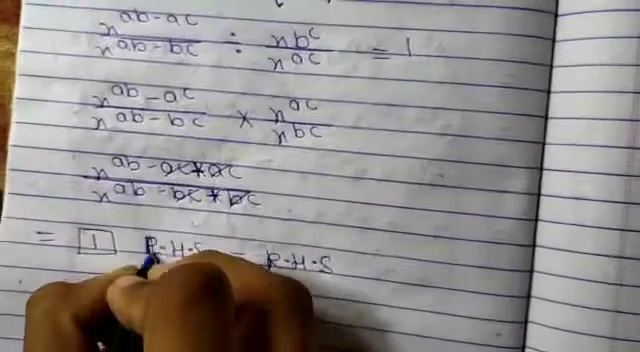 x^{ab-ac} / x^{ab-bc} ÷ x^{bc} / x^{ac} = 1
x^{ab-ac} / x^{ab-bc} × x^{ac} / x^{bc}
x^{ab-ac+ac} / x^{ab-bc+bc}
= 1 R·H·S = R·H·S